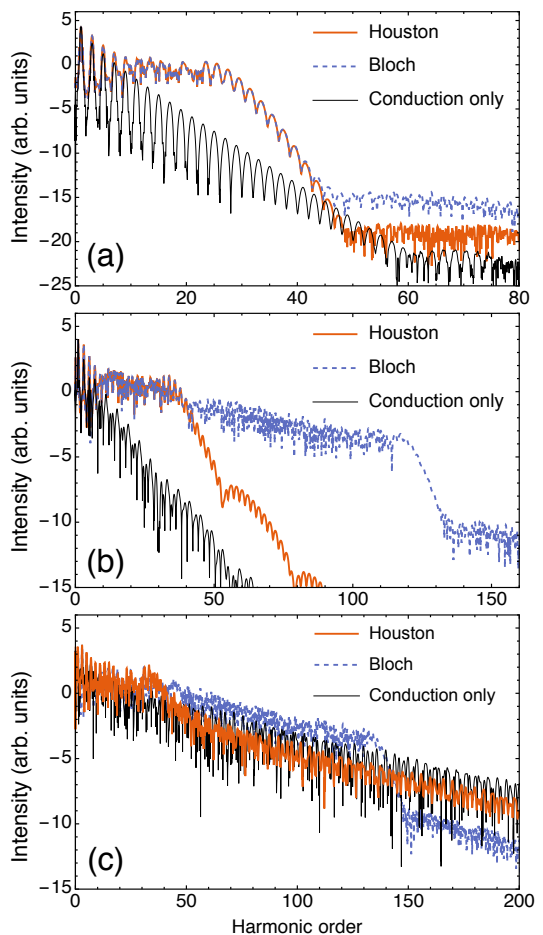 5
0
−5
−10
−15
−20
−25
Intensity (arb. units)
Houston
Bloch
Conduction only
(a)
0 20 40 60 80
5
0
−5
−10
−15
Intensity (arb. units)
Houston
Bloch
Conduction only
(b)
0 50 100 150
5
0
−5
−10
−15
Intensity (arb. units)
Houston
Bloch
Conduction only
(c)
0 50 100 150 200
Harmonic order